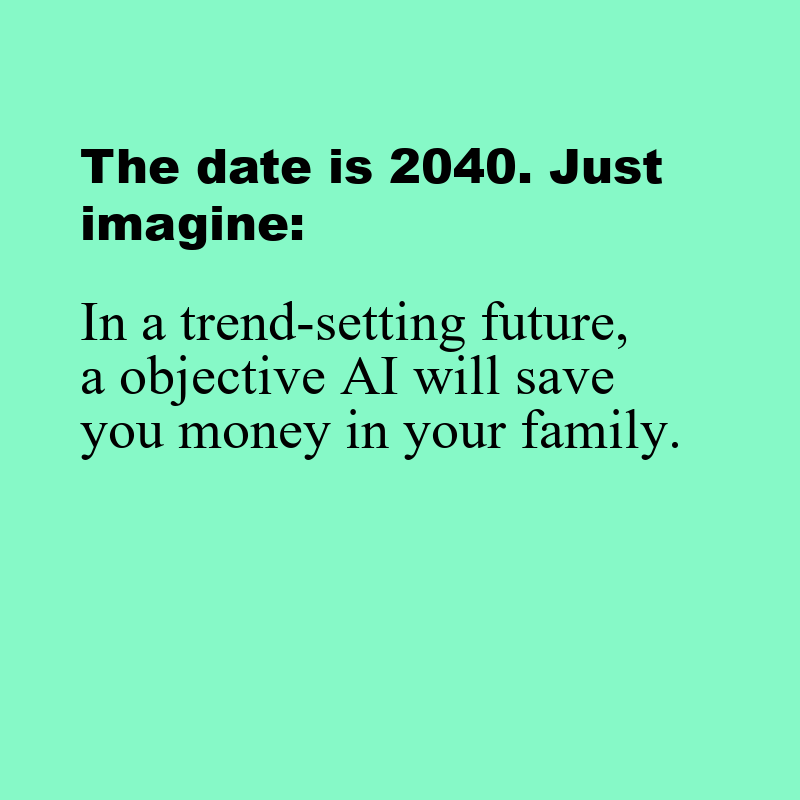 The date is 2040. Just
imagine:
In a trend-setting future,
a objective AI will save
you money in your family.